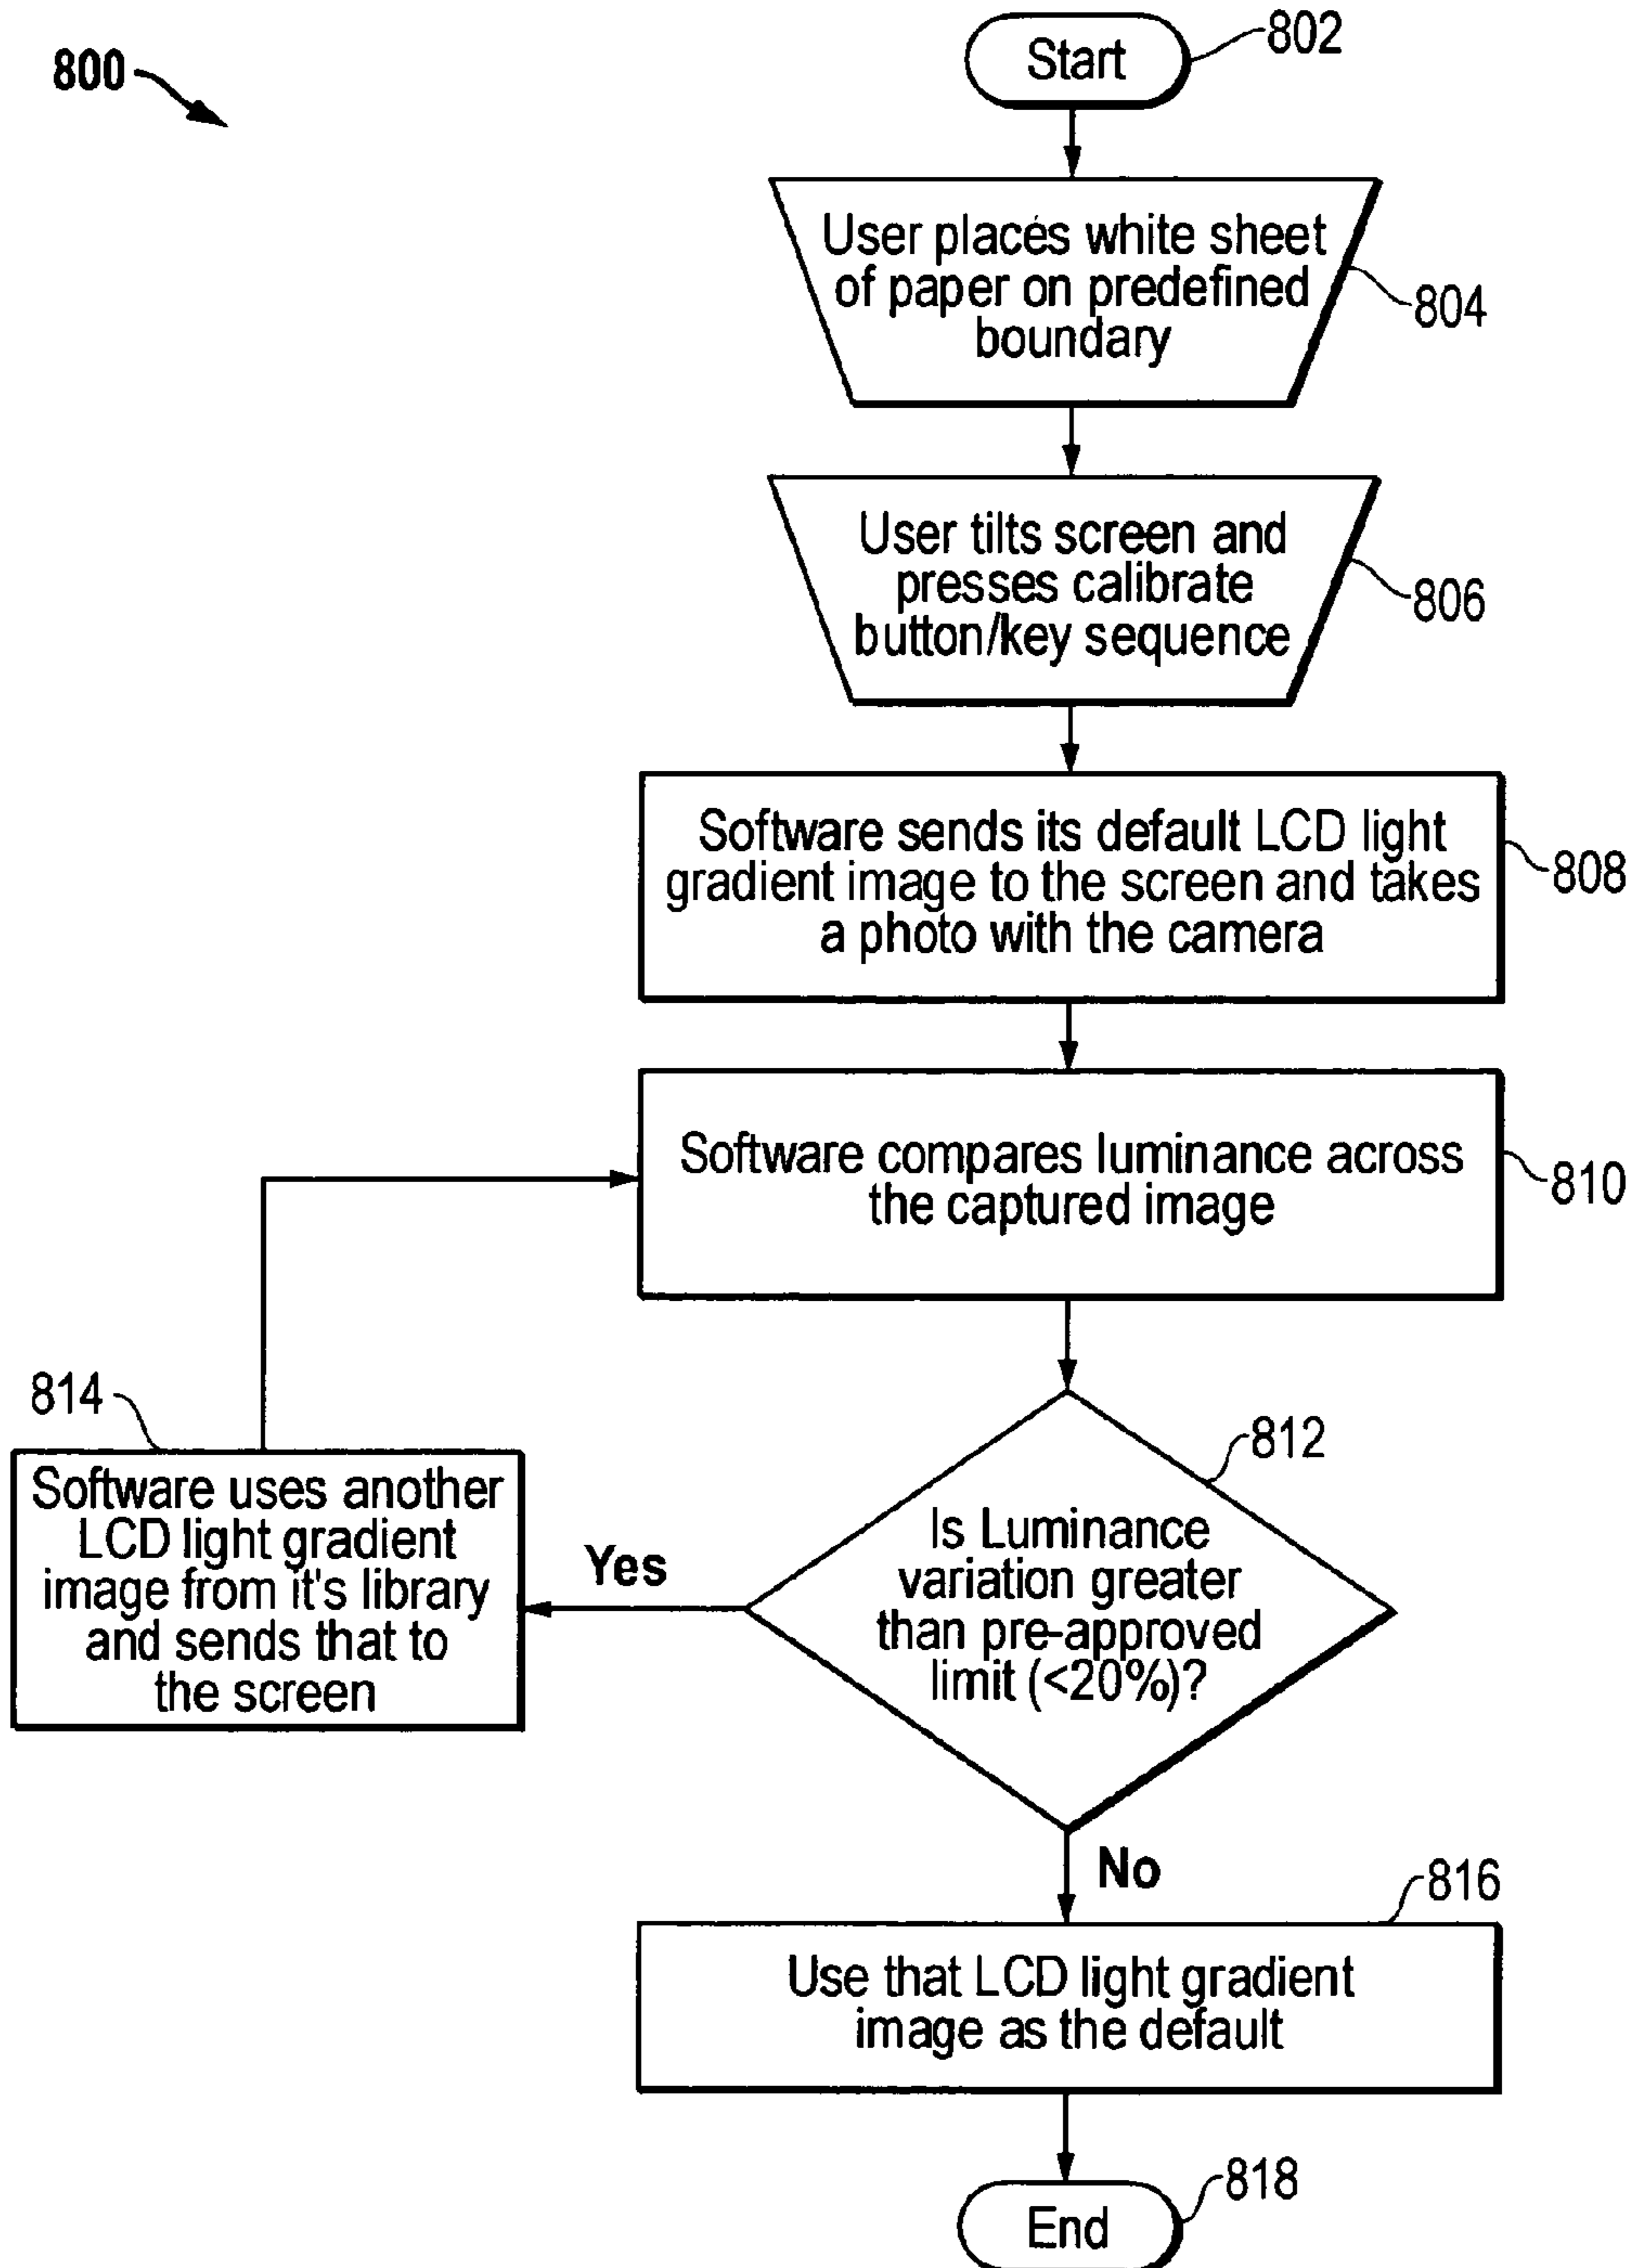 800
Start
802
User places white sheet
of paper on predefined
boundary
804
User tilts screen and
presses calibrate
button/key sequence
806
Software sends its default LCD light
gradient image to the screen and takes
a photo with the camera
808
Software compares luminance across
the captured image
810
812
Is Luminance
variation greater
than pre-approved
limit (<20%)?
Yes
814
Software uses another
LCD light gradient
image from it's library
and sends that to
the screen
No
816
Use that LCD light gradient
image as the default
818
End